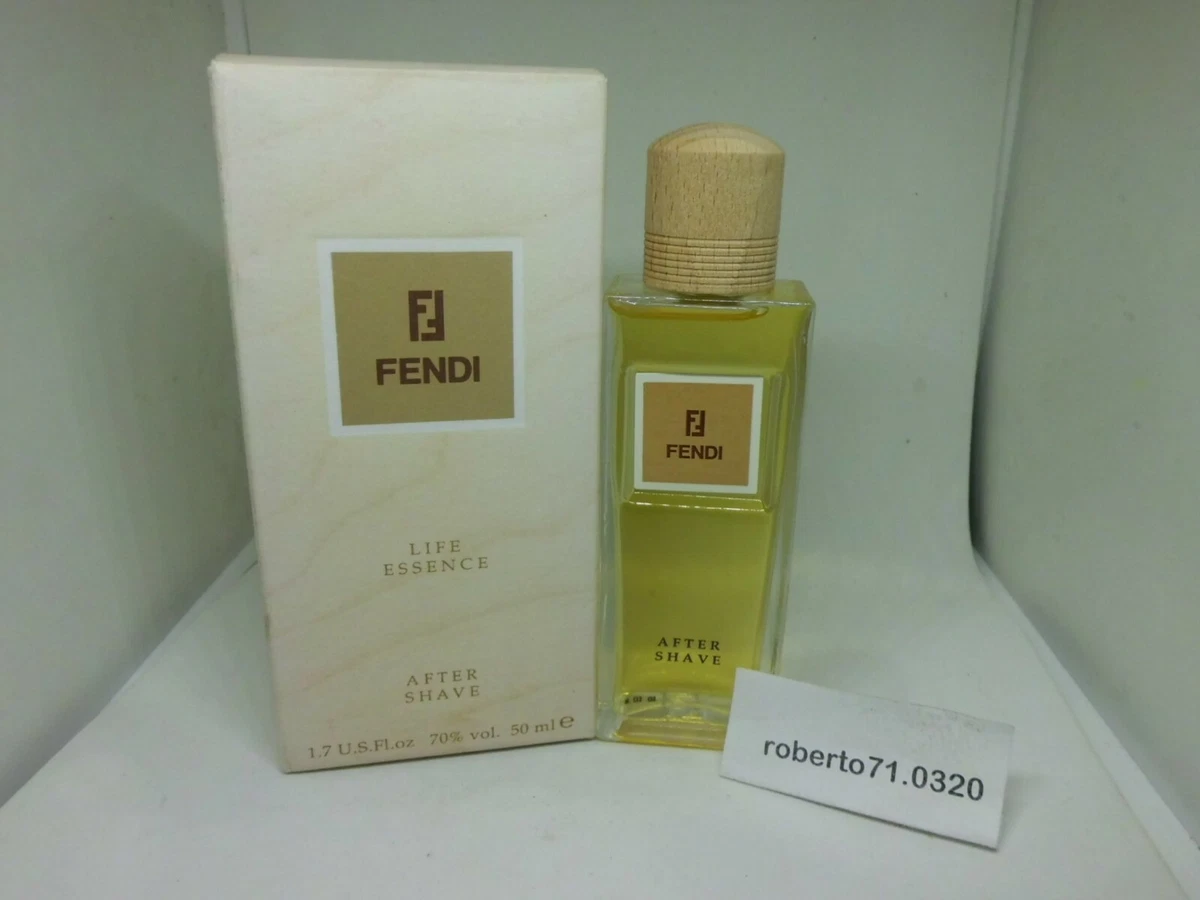 FENDI
LIFE
ESSENCE
AFTER
SHAVE
1.7 U.S.Fl.oz 70% vol. 50 ml e
FENDI
AFTER
SHAVE
roberto71.0320